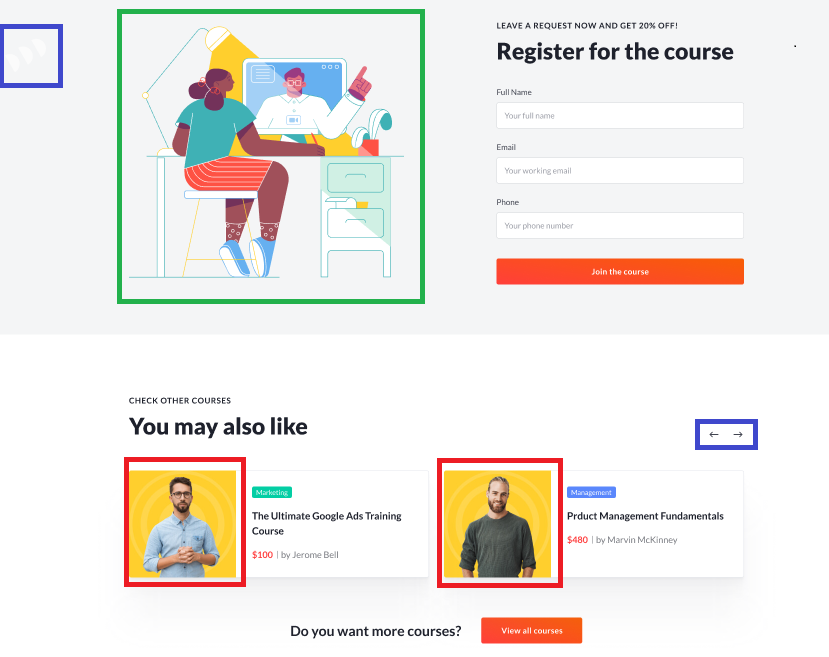 LEAVE A REQUEST NOW AND GET 20% OFF!
Register for the course
Full Name
Your full name
Email
Your working email
Phone
Your phone number
Join the course
CHECK OTHER COURSES
You may also like
← →
Marketing
The Ultimate Google Ads Training
Course
$100 | by Jerome Bell
Management
Prduct Management Fundamentals
$480 | by Marvin McKinney
Do you want more courses?
View all courses